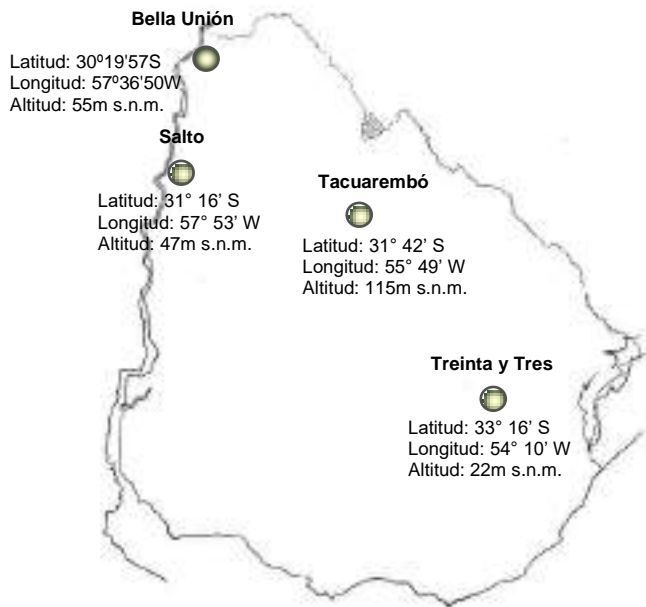 Bella Unión
Latitud: 30º19'57S
Longitud: 57º36'50W
Altitud: 55m s.n.m.
Salto
Latitud: 31° 16’ S
Longitud: 57° 53’ W
Altitud: 47m s.n.m.
Tacuarembó
Latitud: 31° 42’ S
Longitud: 55° 49’ W
Altitud: 115m s.n.m.
Treinta y Tres
Latitud: 33° 16’ S
Longitud: 54° 10’ W
Altitud: 22m s.n.m.